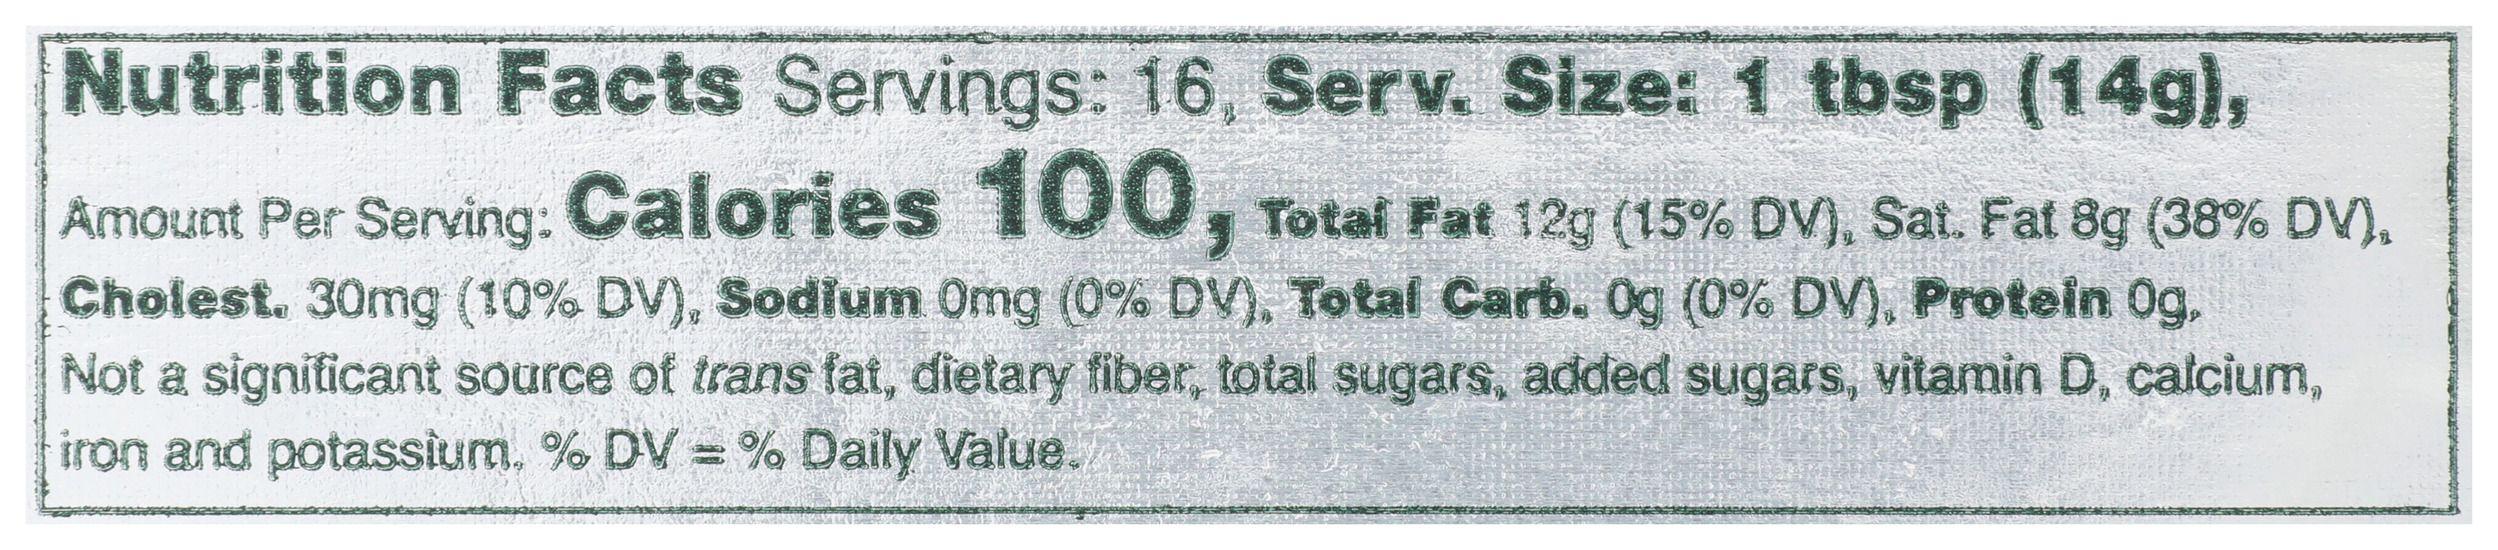 Nutrition Facts Servings: 16, Serv. Size: 1 tbsp (14g),
Amount Per Serving: Calories 100, Total Fat 12g (15% DV), Sat. Fat 8g (38% DV),
Cholest. 30mg (10% DV), Sodium 0mg (0% DV), Total Carb. 0g (0% DV), Protein 0g.
Not a significant source of trans fat, dietary fiber, total sugars, added sugars, vitamin D, calcium,
iron and potassium. % DV = % Daily Value.